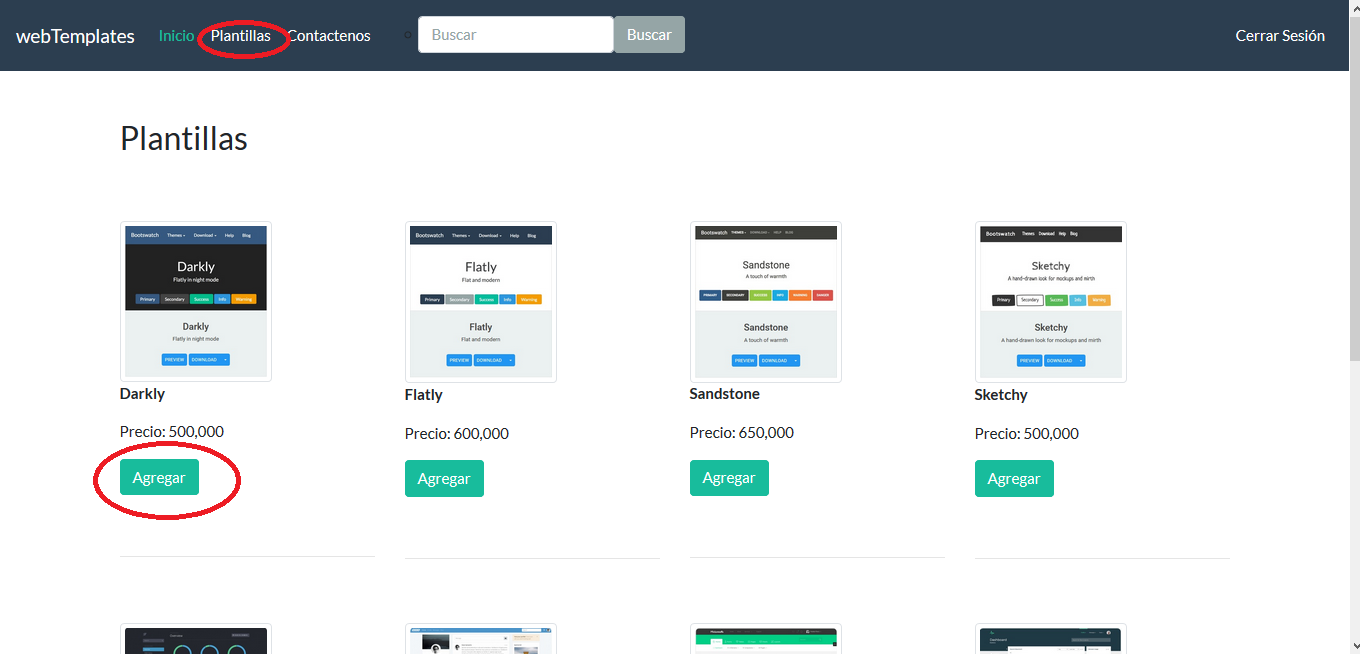 webTemplates Inicio Plantillas Contactenos Buscar Buscar Cerrar Sesión
Plantillas
Bootswatch Themes Download Help Blog
Darkly
Flatly in night mode
Primary Secondary Success Info Warning
Darkly
Flatly in night mode
PREVIEW DOWNLOAD
Darkly
Precio: 500,000
Agregar
Bootswatch Themes Download Help Blog
Flatly
Flat and modern
Primary Secondary Success Info Warning
Flatly
Flat and modern
PREVIEW DOWNLOAD
Flatly
Precio: 600,000
Agregar
Bootswatch THEMES DOWNLOAD HELP BLOG
Sandstone
A touch of warmth
PRIMARY SECONDARY SUCCESS INFO WARNING DANGER
Sandstone
A touch of warmth
PREVIEW DOWNLOAD
Sandstone
Precio: 650,000
Agregar
Bootswatch Themes Download Help Blog
Sketchy
A hand-drawn look for mockups and mirth
Primary Secondary Success Info Warning
Sketchy
A hand-drawn look for mockups and mirth
PREVIEW DOWNLOAD
Sketchy
Precio: 500,000
Agregar